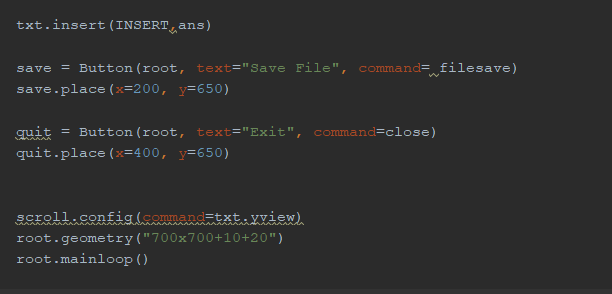 txt.insert(INSERT,ans)
save = Button(root, text="Save File", command= filesave)
save.place(x=200, y=650)
quit = Button(root, text="Exit", command=close)
quit.place(x=400, y=650)
scroll.config(command=txt.yview)
root.geometry("700x700+10+20")
root.mainloop()